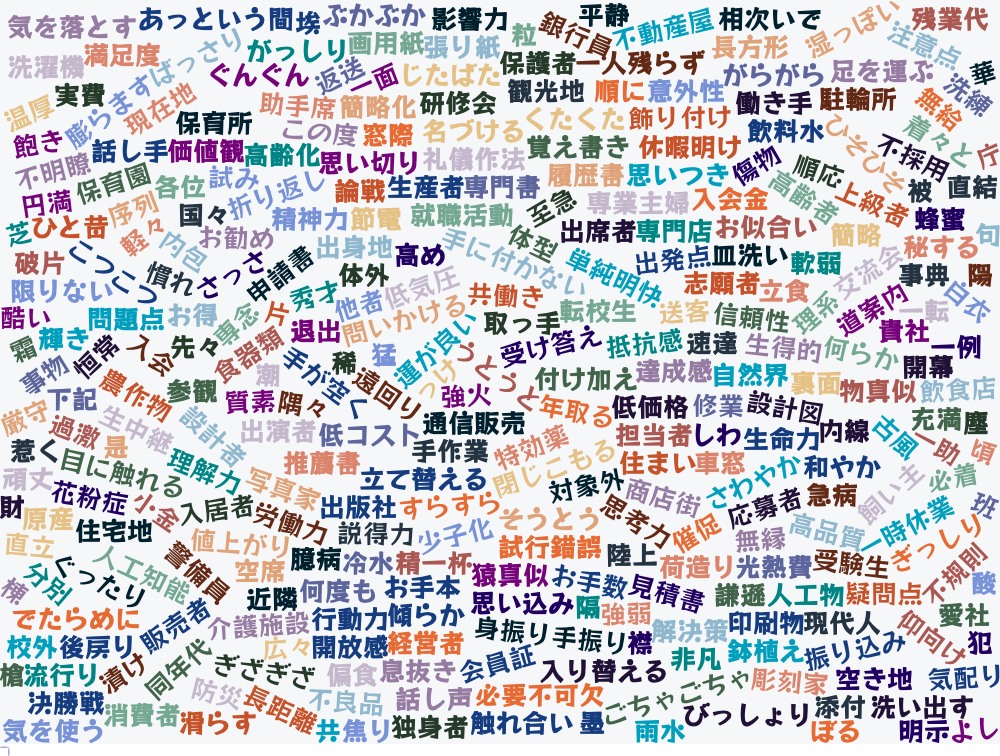 気を落とす あっという間 埃 ぶかぶか 影響力 粒 銀行員 平静 不動産屋 相次いで 湿っぽい 残業代
洗濯機 満足度 ばっさり がっしり 画用紙 張り紙 保護者 一人残らず 長方形 注意点 華
温厚 実費 膨らます 現在地 ぐんぐん 返送 一面 じたばた 観光地 順に 意外性 がらがら 足を運ぶ 洗練
飽き 保育所 助手席 簡略化 研修会 働き手 駐輪所 無給 着々と 庁
不明瞭 話し手 価値観 高齢化 この度 窓際 名づける くたくた 飾り付け 飲料水 ひそひそ 不採用
円満 保育園 各位 試み 折り返し 思い切り 礼儀作法 覚え書き 休暇明け 傷物 順応 被 直結
芝 ひと昔 序列 国々 論戦 生産者 専門書 履歴書 思いつき 高齢者 上級者 蜂蜜 句
破片 軽々 内包 お勧め 精神力 節電 就職活動 至急 専業主婦 入会金 お似合い 簡略 秘する
限りない こつこつ 慣れ さっさ 申請書 出身地 高め 手に付かない 体型 出席者 専門店 出発点 皿洗い 軟弱 交流会 事典 陽
酷い 輝き 問題点 お得 専念 片 秀才 体外 他者 低気圧 共働き 単純明快 志願者 立食 理系 道案内 一転 白衣
霜 恒常 入会 先々 食器類 退出 問いかける 取っ手 転校生 送客 信頼性 貴社 一例
事物 農作物 参観 潮 手が空く 稀 猛 運が良い うとうと 受け答え 抵抗感 速達 生得的 何らか 開幕
下記 質素 隅々 遠回り つけ 強火 付け加え 達成感 自然界 裏面 物真似 飲食店
厳守 過激 是 生中継 設計者 出演者 低コスト 通信販売 年取る 低価格 修業 設計図 古風 充満 塵
惹く 目に触れる 理解力 推薦書 手作業 特効薬 担当者 しわ 生命力 内線 一助 頃
頑丈 花粉症 小金 写真家 立て替える 閉じこもる 住まい 車窓 さわやか 和やか 飼い主 必着
財 原産 入居者 労働力 出版社 すらすら 対象外 商店街 応募者 急病 班
直立 住宅地 値上がり 説得力 少子化 そうとう 思考力 催促 無縁 高品質 一時休業 ぎっしり
俺 分別 ぐったり 人工知能 警備員 空席 臆病 冷水 精一杯 試行錯誤 陸上 荷造り 光熱費 受験生 不規則
でたらめに 近隣 何度も お手本 猿真似 お手数 見積書 謙遜 人工物 疑問点 酸
校外 後戻り 販売者 介護施設 行動力 傾らか 思い込み 隔 強弱 解決策 印刷物 現代人 愛社
槍 流行り 漬け 同年代 広々 開放感 経営者 身振り手振り 襟 非凡 鉢植え 振り込み 仰向け 犯
決勝戦 ぎざぎざ 偏食 息抜き 会員証 入り替える ごちゃごちゃ 彫刻家 空き地 気配り
気を使う 消費者 滑らす 防災 長距離 不良品 共 焦り 話し声 独身者 必要不可欠 触れ合い 墨 雨水 びっしょり 添付 洗い出す ぼる 明示 よし